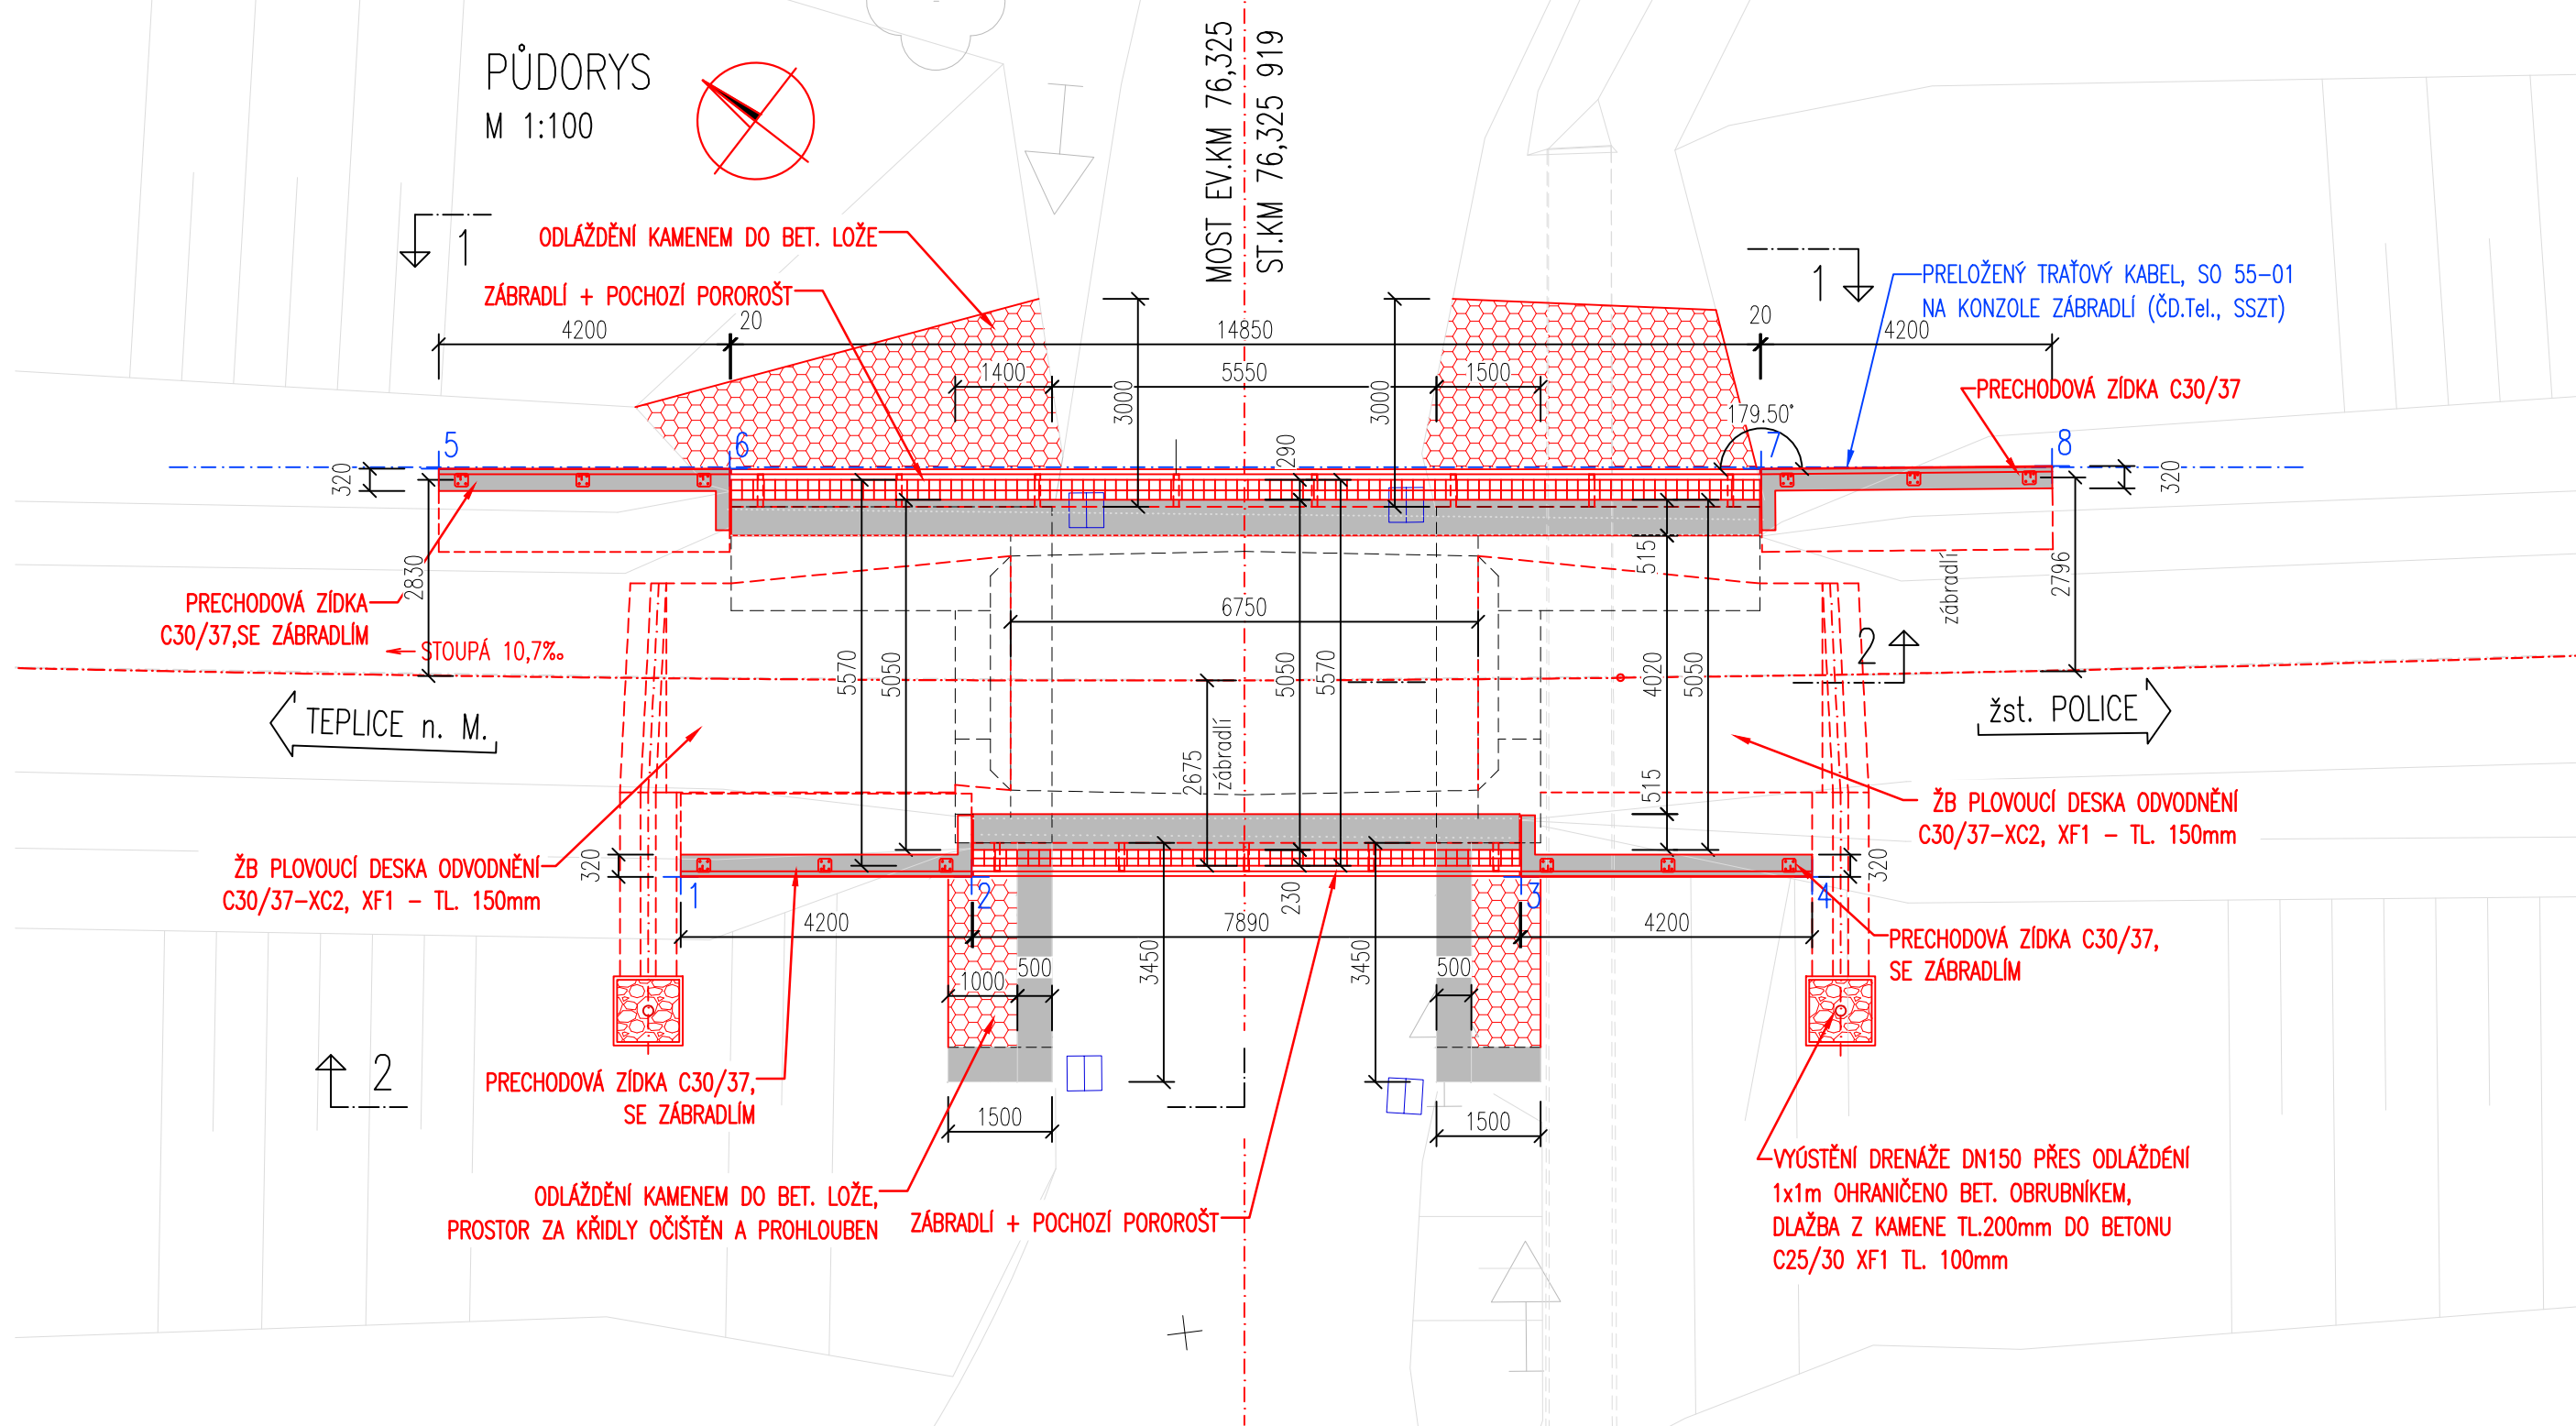 PŮDORYS
M 1:100
MOST EV.KM 76,325
ST.KM 76,325 919
1
1
ODLÁŽDĚNÍ KAMENEM DO BET. LOŽE
ZÁBRADLÍ + POCHOZÍ POROROŠT
PRELOŽENÝ TRAŤOVÝ KABEL, SO 55-01
NA KONZOLE ZÁBRADLÍ (ČD.Tel., SSZT)
4200
20
14850
20
4200
1400
5550
1500
3000
3000
PRECHODOVÁ ZÍDKA C30/37
179.50°
5
6
7
8
320
290
320
2830
515
2796
zábradlí
PRECHODOVÁ ZÍDKA
C30/37,SE ZÁBRADLÍM
STOUPÁ 10,7‰
6750
5570
5050
5050
5570
4020
5050
2
TEPLICE n. M.
žst. POLICE
2675
zábradlí
515
ŽB PLOVOUCÍ DESKA ODVODNĚNÍ
C30/37-XC2, XF1 - TL. 150mm
ŽB PLOVOUCÍ DESKA ODVODNĚNÍ
C30/37-XC2, XF1 - TL. 150mm
320
320
1
2
3
4
230
4200
7890
4200
3450
3450
1000
500
500
PRECHODOVÁ ZÍDKA C30/37,
SE ZÁBRADLÍM
2
PRECHODOVÁ ZÍDKA C30/37,
SE ZÁBRADLÍM
1500
1500
ODLÁŽDĚNÍ KAMENEM DO BET. LOŽE,
PROSTOR ZA KŘIDLY OČIŠTĚN A PROHLOUBEN
ZÁBRADLÍ + POCHOZÍ POROROŠT
VYÚSTĚNÍ DRENÁŽE DN150 PŘES ODLÁŽDÉNÍ
1x1m OHRANIČENO BET. OBRUBNÍKEM,
DLAŽBA Z KAMENE TL.200mm DO BETONU
C25/30 XF1 TL. 100mm